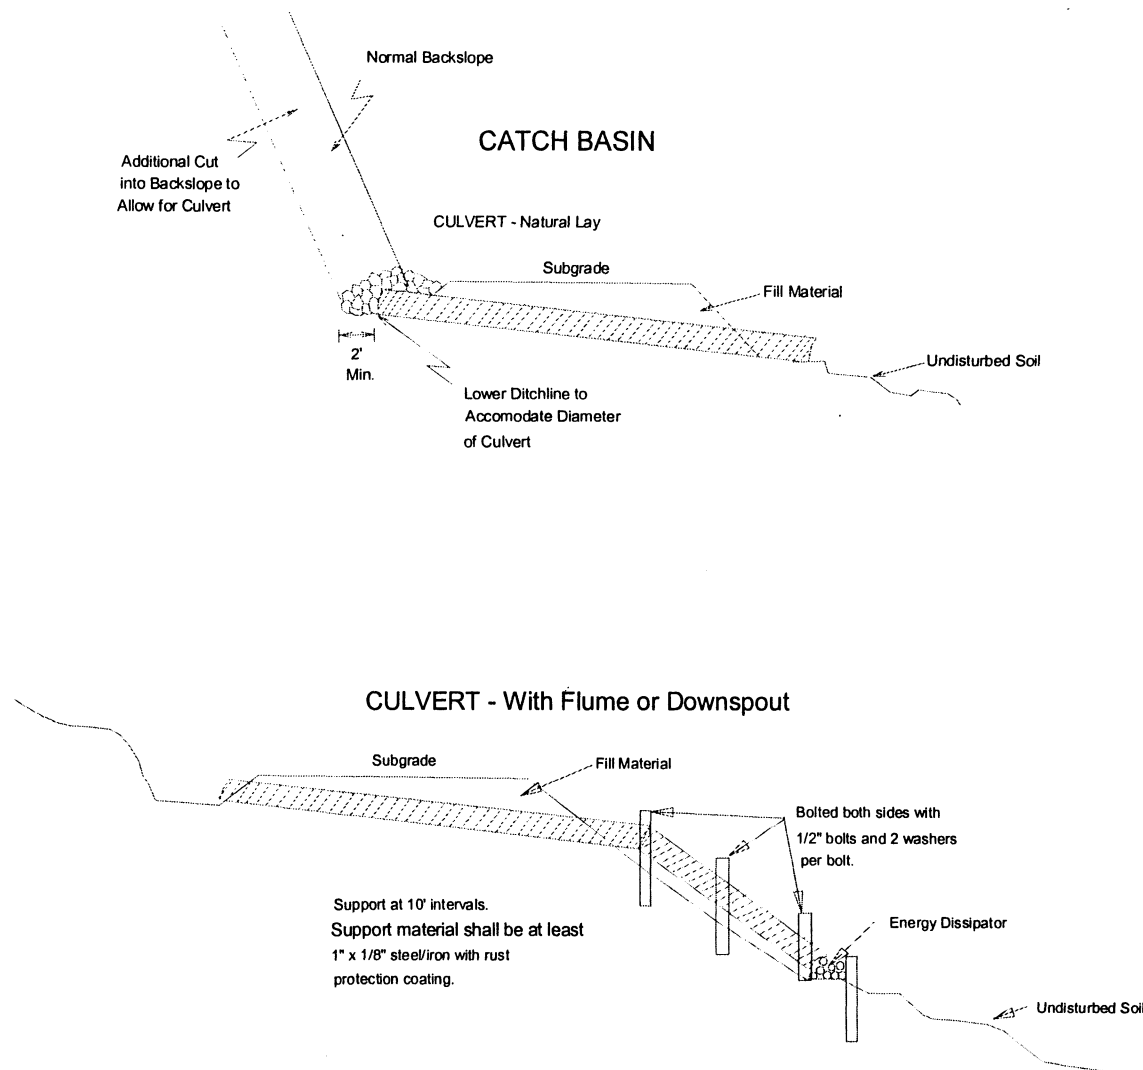 Normal Backslope
CATCH BASIN
Additional Cut
into Backslope to
Allow for Culvert
CULVERT - Natural Lay
Subgrade
Fill Material
2'
Min.
Undisturbed Soil
Lower Ditchline to
Accomodate Diameter
of Culvert
CULVERT - With Flume or Downspout
Subgrade
Fill Material
Bolted both sides with
1/2" bolts and 2 washers
per bolt.
Support at 10' intervals.
Support material shall be at least
1" x 1/8" steel/iron with rust
protection coating.
Energy Dissipator
Undisturbed Soil